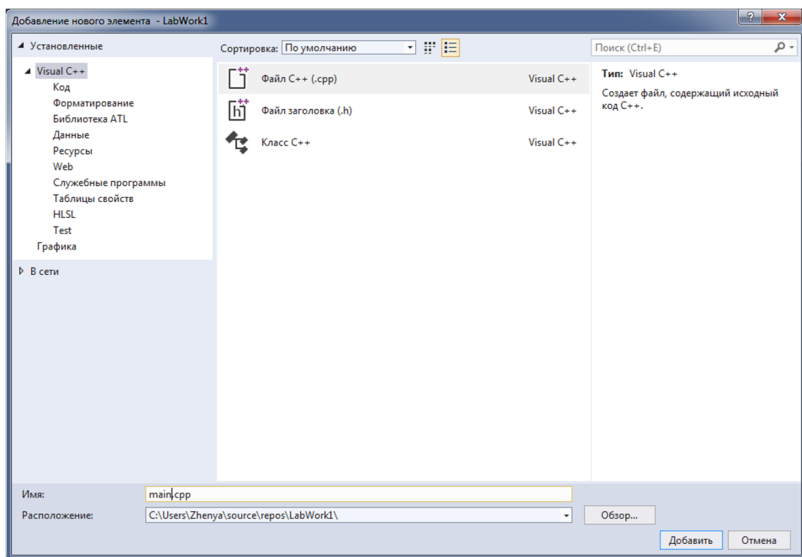 Добавление нового элемента - LabWork1
Установленные
Сортировка: По умолчанию
Поиск (Ctrl+E)
Visual C++
Код
Форматирование
Библиотека ATL
Данные
Ресурсы
Web
Служебные программы
Таблицы свойств
HLSL
Test
Графика
В сети
Файл C++ (.cpp) Visual C++
Файл заголовка (.h) Visual C++
Класс C++ Visual C++
Тип: Visual C++
Создает файл, содержащий исходный
код C++.
Имя: main.cpp
Расположение: C:\Users\Zhenya\source\repos\LabWork1\
Обзор...
Добавить Отмена